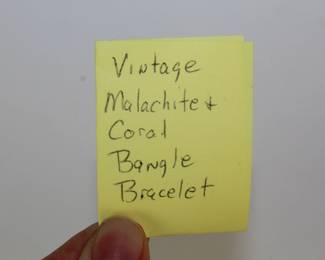 Vintage
Malachite +
Coral
Bangle
Bracelet